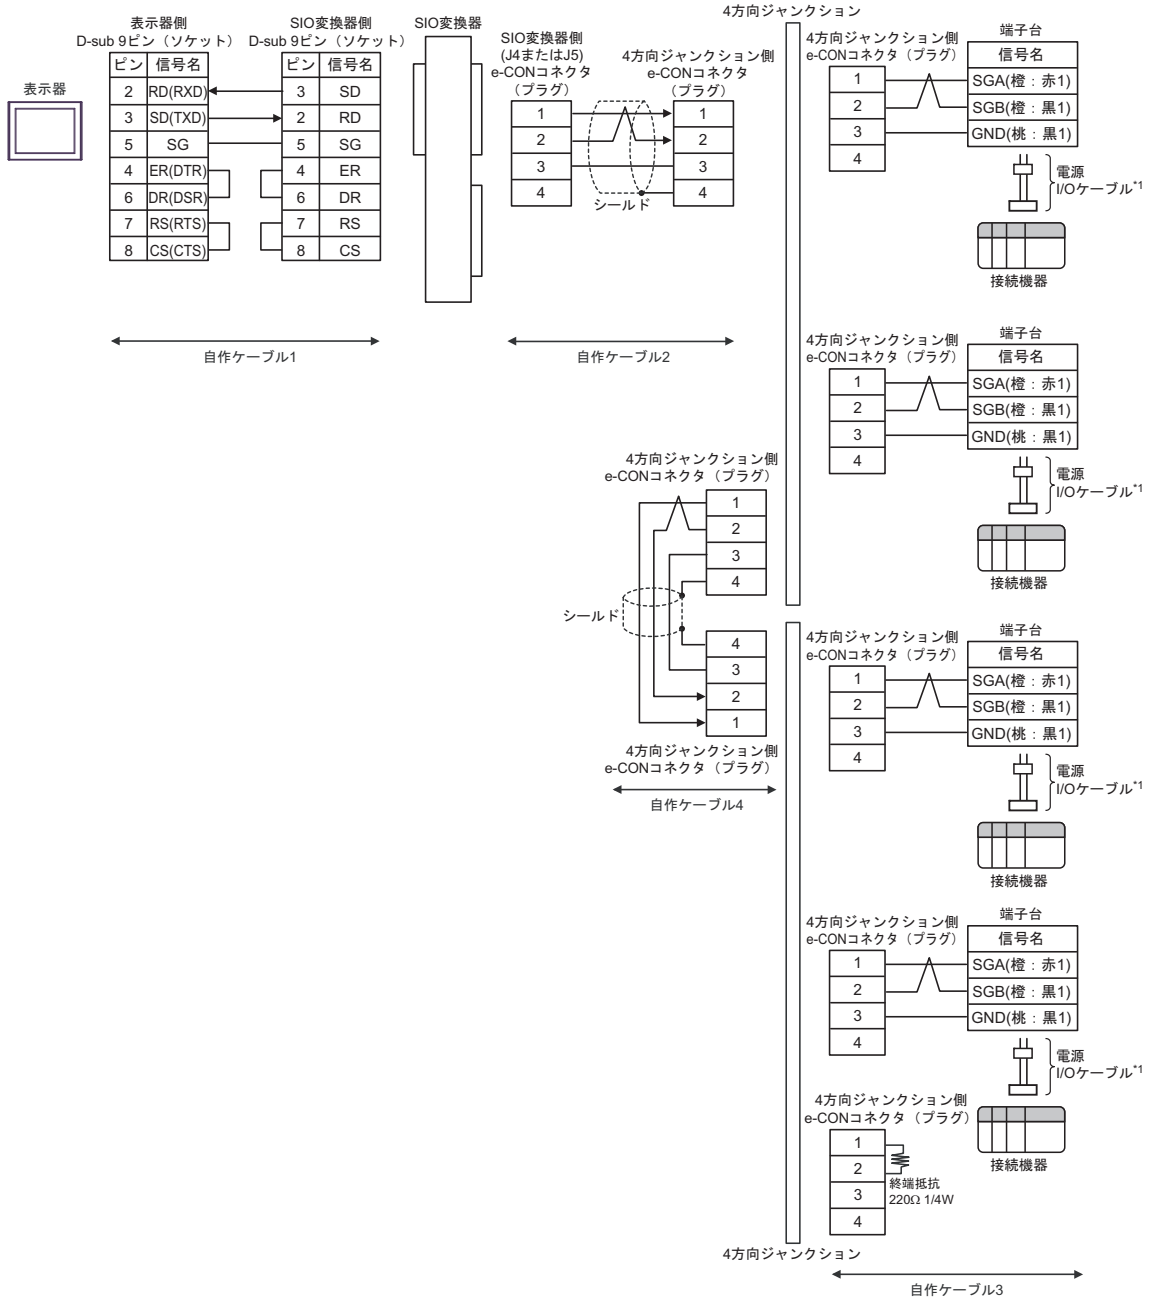 4方向ジャンクション
表示器
表示器側
D-sub 9ピン（ソケット）
ピン 信号名
2 RD(RXD)
3 SD(TXD)
5 SG
4 ER(DTR)
6 DR(DSR)
7 RS(RTS)
8 CS(CTS)
SIO変換器側
D-sub 9ピン（ソケット）
ピン 信号名
3 SD
2 RD
5 SG
4 ER
6 DR
7 RS
8 CS
自作ケーブル1
SIO変換器
SIO変換器側
(J4またはJ5)
e-CONコネクタ
（プラグ）
1
2
3
4
シールド
4方向ジャンクション側
e-CONコネクタ
（プラグ）
1
2
3
4
自作ケーブル2
4方向ジャンクション側
e-CONコネクタ（プラグ）
1
2
3
4
シールド
4
3
2
1
4方向ジャンクション側
e-CONコネクタ（プラグ）
自作ケーブル4
4方向ジャンクション側
e-CONコネクタ（プラグ）
1
2
3
4
端子台
信号名
SGA(橙：赤1)
SGB(橙：黒1)
GND(桃：黒1)
電源
I/Oケーブル*1
接続機器
4方向ジャンクション側
e-CONコネクタ（プラグ）
1
2
3
4
端子台
信号名
SGA(橙：赤1)
SGB(橙：黒1)
GND(桃：黒1)
電源
I/Oケーブル*1
接続機器
4方向ジャンクション側
e-CONコネクタ（プラグ）
1
2
3
4
端子台
信号名
SGA(橙：赤1)
SGB(橙：黒1)
GND(桃：黒1)
電源
I/Oケーブル*1
接続機器
4方向ジャンクション側
e-CONコネクタ（プラグ）
1
2
3
4
端子台
信号名
SGA(橙：赤1)
SGB(橙：黒1)
GND(桃：黒1)
電源
I/Oケーブル*1
接続機器
4方向ジャンクション側
e-CONコネクタ（プラグ）
1
2
3
4
終端抵抗
220Ω 1/4W
4方向ジャンクション
自作ケーブル3